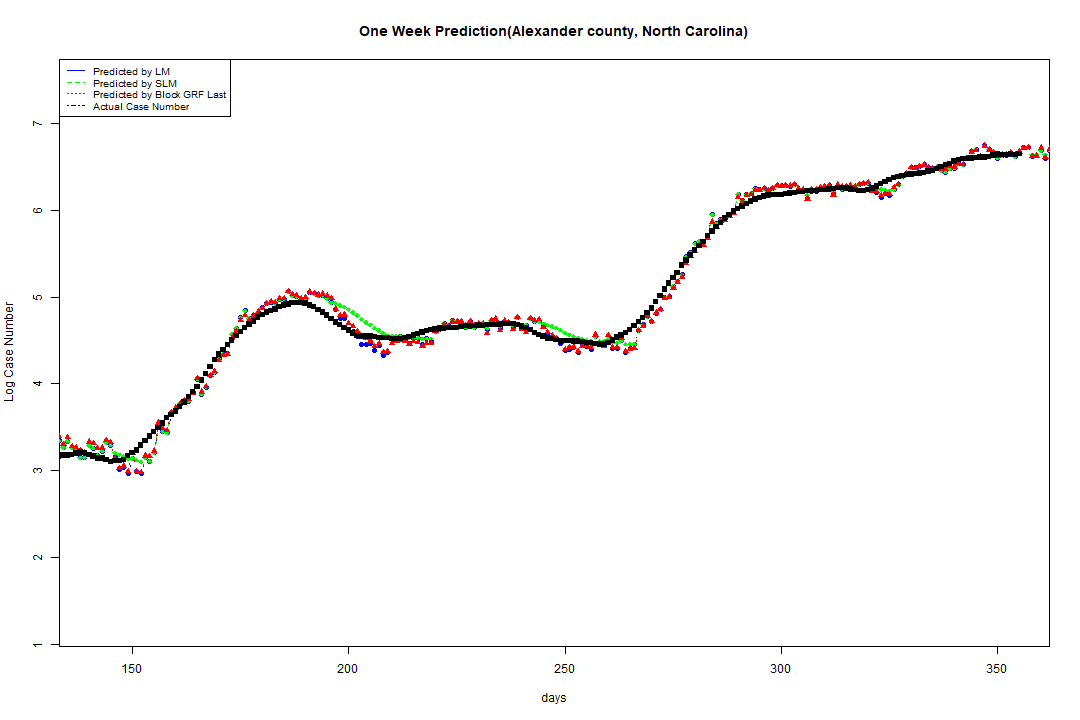 One Week Prediction(Alexander county, North Carolina)
Predicted by LM
Predicted by SLM
Predicted by Block GRF Last
Actual Case Number
Log Case Number
7
6
5
4
3
2
1
150 200 250 300 350
days